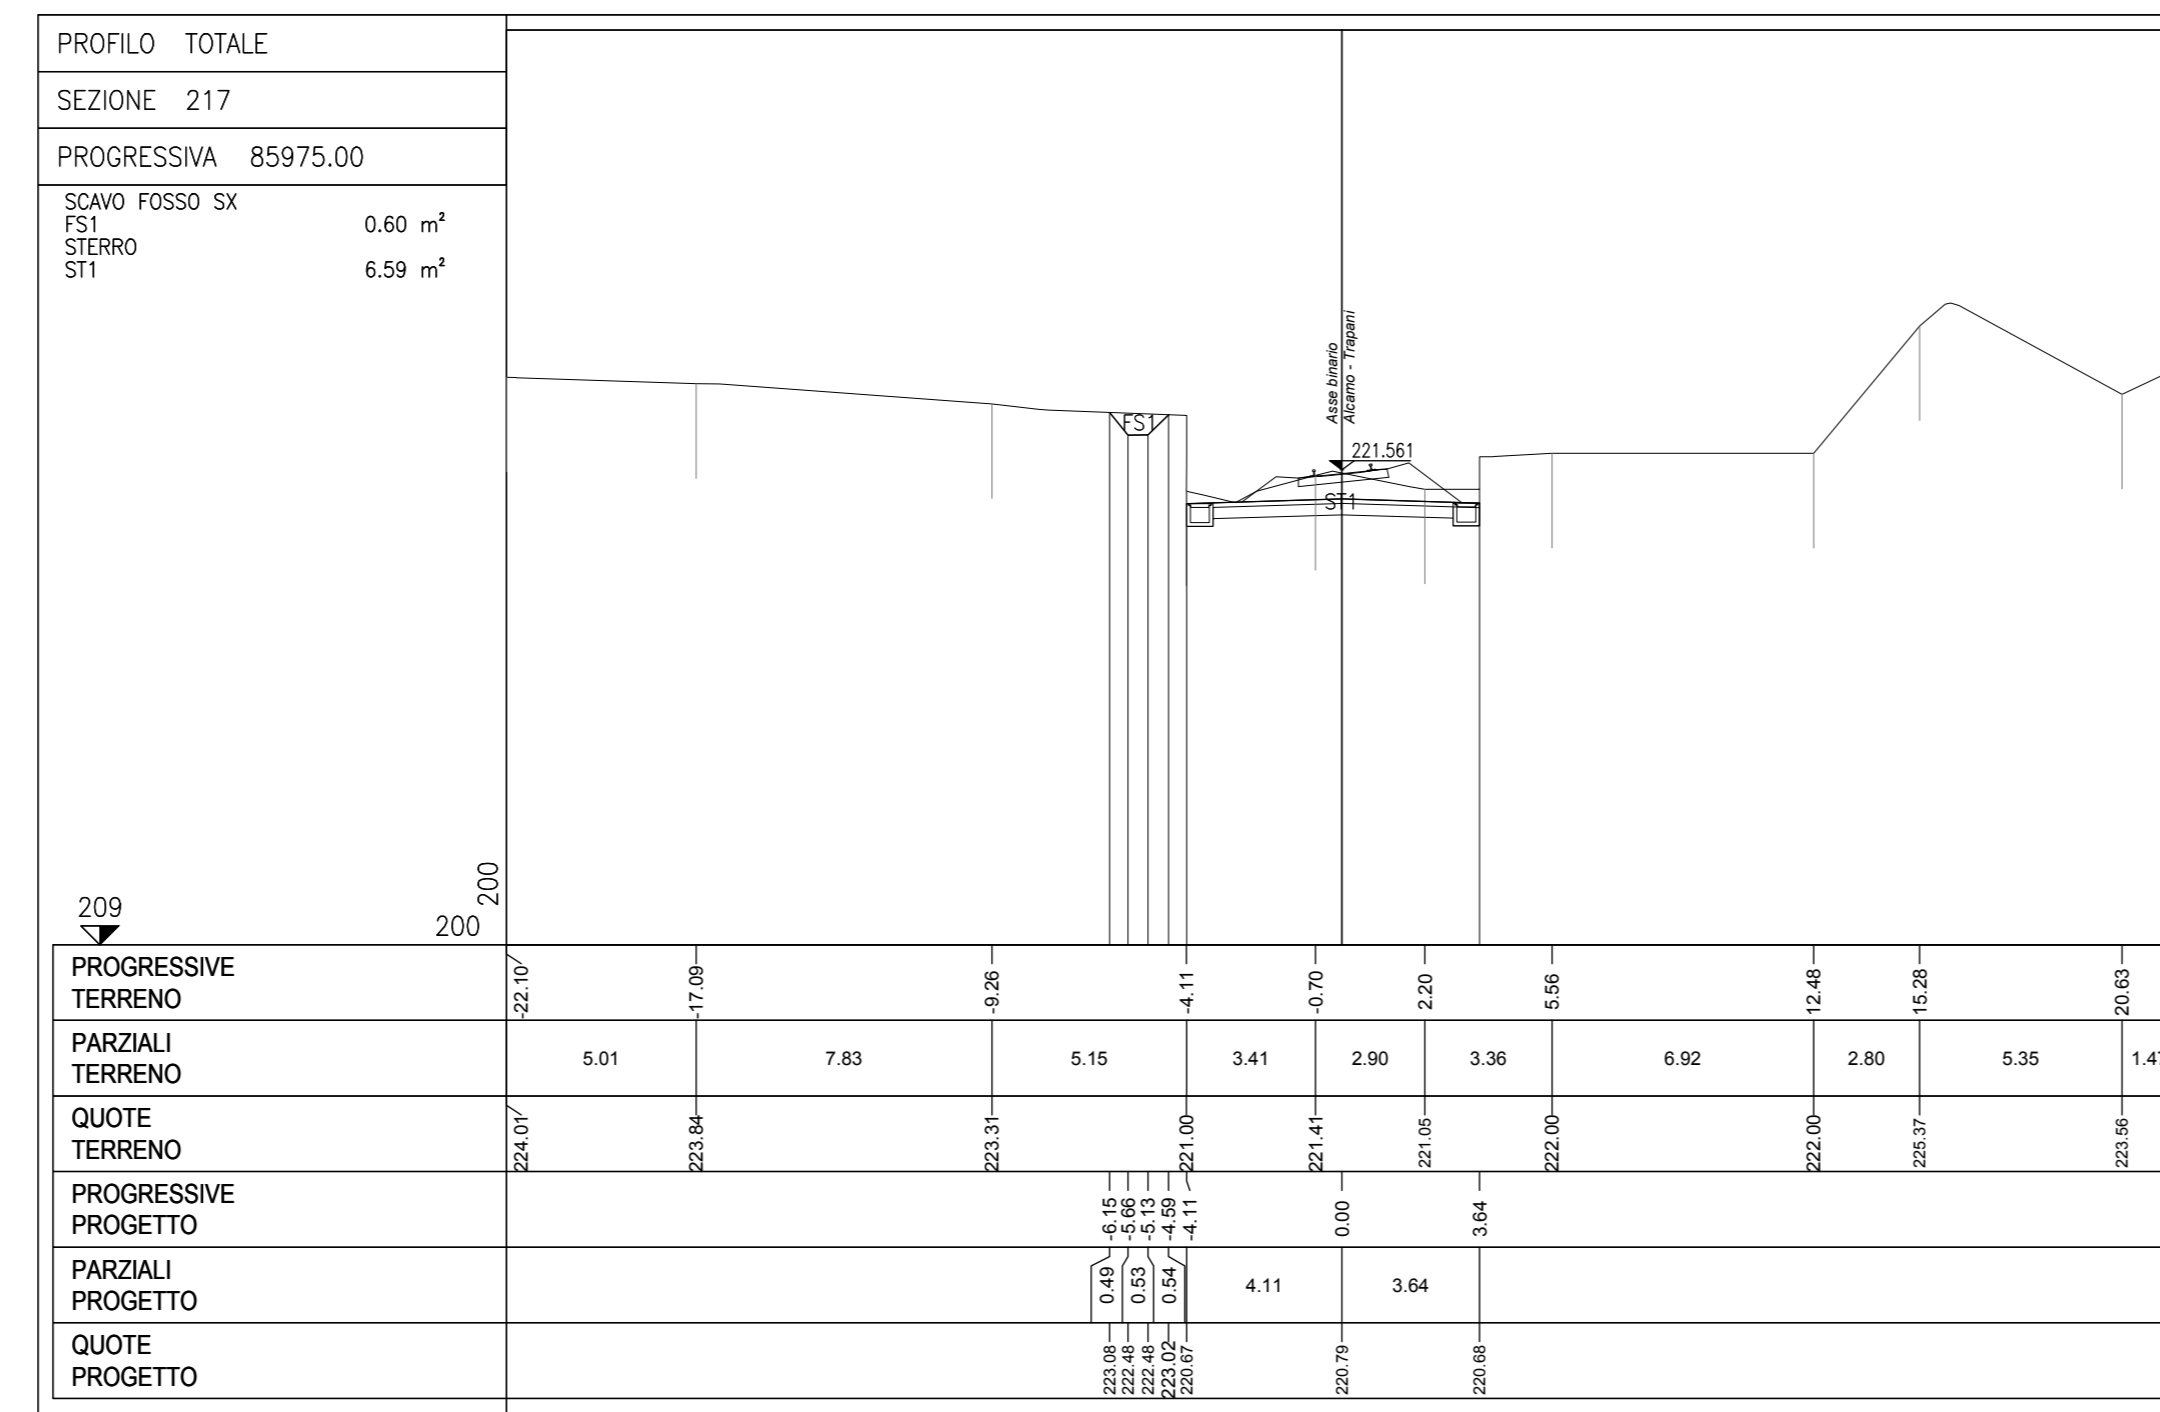 PROFILO TOTALE
SEZIONE 217
PROGRESSIVA 85975.00
SCAVO FOSSO SX
FS1 0.60 m²
STERRO
ST1 6.59 m²
Asse binario
Alcamo - Trapani
FS1
221.561
ST1
200
209
200
PROGRESSIVE
TERRENO
-22.10 -17.09 -9.26 -4.11 -0.70 2.20 5.56 12.48 15.28 20.63
PARZIALI
TERRENO
5.01 7.83 5.15 3.41 2.90 3.36 6.92 2.80 5.35 1.47
QUOTE
TERRENO
224.01 223.84 223.31 221.00 221.41 221.05 222.00 222.00 225.37 223.56
PROGRESSIVE
PROGETTO
-6.15 -5.66 -5.13 -4.59 -4.11 0.00 3.64
PARZIALI
PROGETTO
0.49 0.53 0.54 4.11 3.64
QUOTE
PROGETTO
223.08 222.48 222.48 223.02 220.67 220.79 220.68